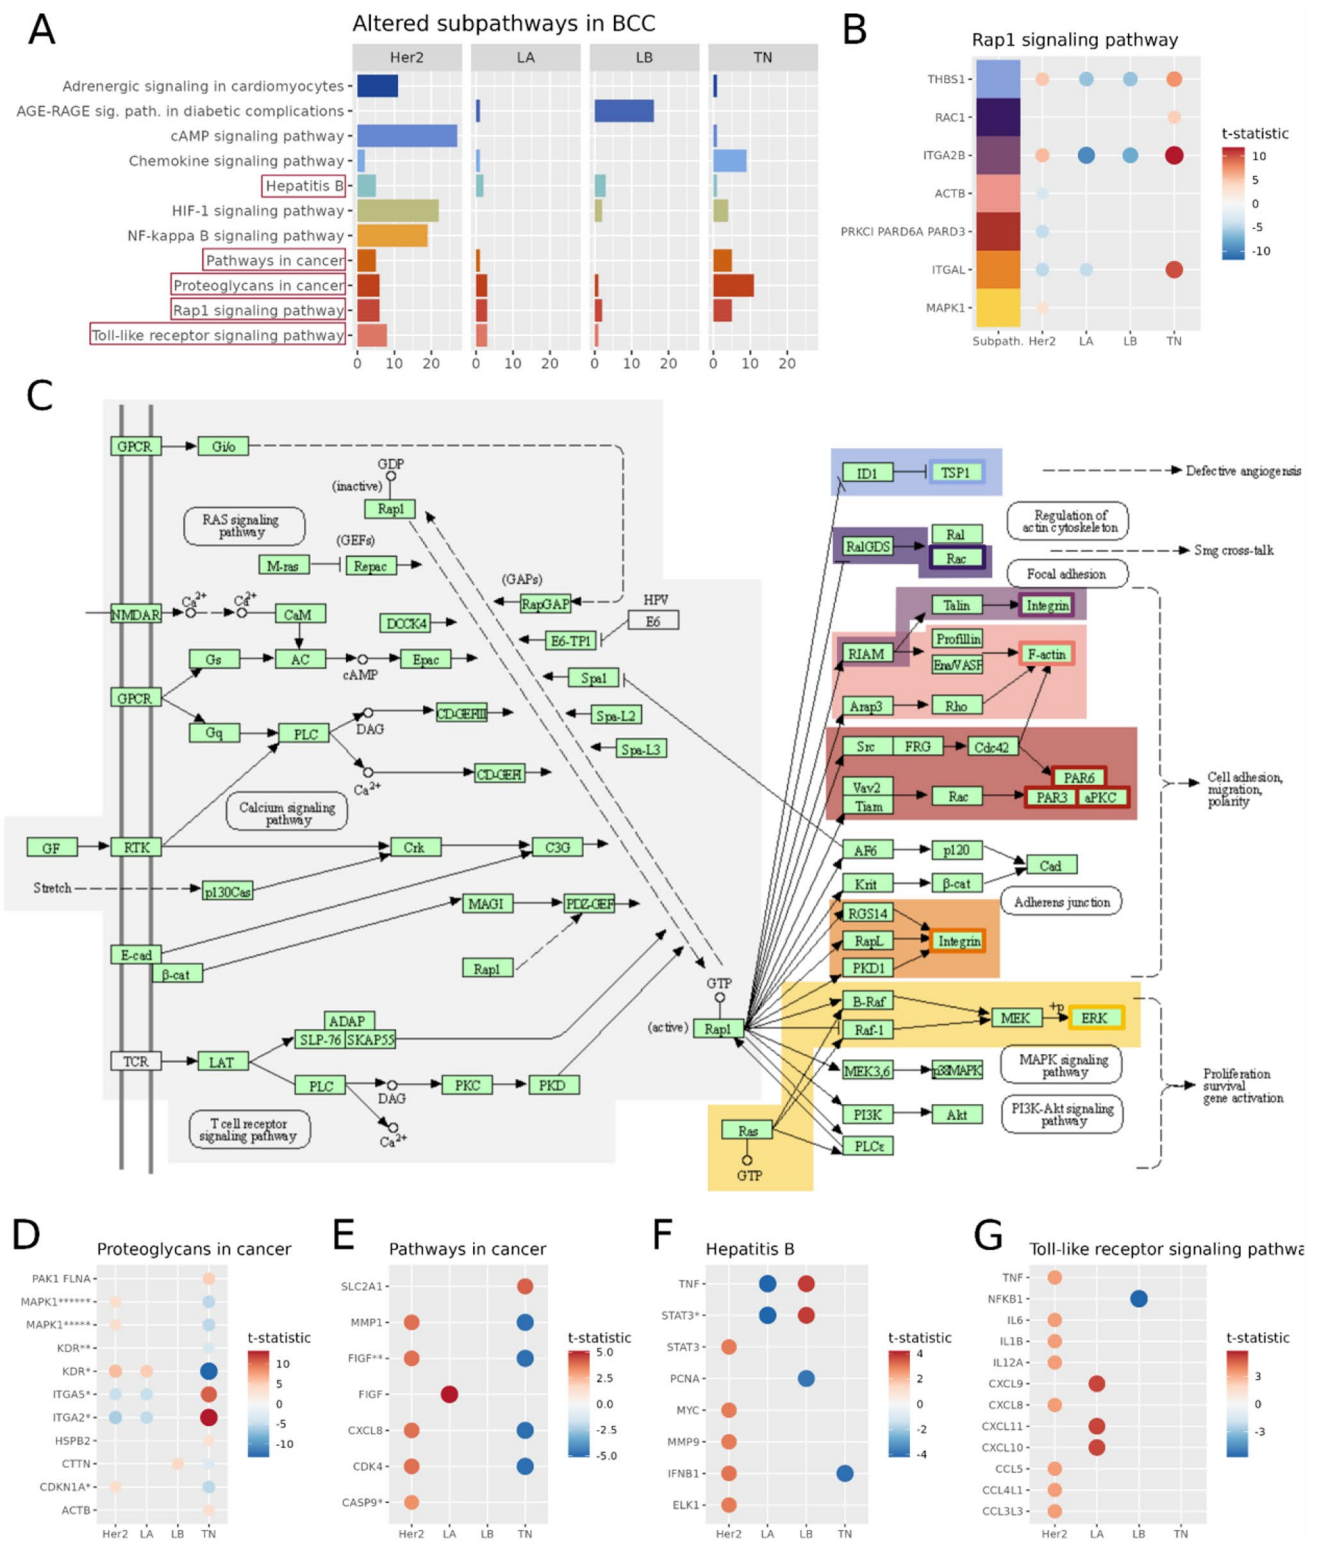 A
Altered subpathways in BCC
Her2 LA LB TN
Adrenergic signaling in cardiomyocytes
AGE-RAGE sig. path. in diabetic complications
cAMP signaling pathway
Chemokine signaling pathway
Hepatitis B
HIF-1 signaling pathway
NF-kappa B signaling pathway
Pathways in cancer
Proteoglycans in cancer
Rap1 signaling pathway
Toll-like receptor signaling pathway
0 10 20 0 10 20 0 10 20 0 10 20
B
Rap1 signaling pathway
THBS1
RAC1
ITGA2B
ACTB
PRKCI PARD6A PARD3
ITGAL
MAPK1
Subpath. Her2 LA LB TN
t-statistic
10
5
0
-5
-10
C
GPCR
Gi/o
GDP
(inactive)
Rap1
RAS signaling
pathway
(GEFs)
M-ras
Repac
(GAPs)
RapGAP
HPV
E6
E6-TP1
NMDAR
Ca2+
Ca2+
CaM
DOCK4
Gs
AC
cAMP
Epac
Spa1
GPCR
Gq
PLC
DAG
CD-GEFIII
Spa-L2
Spa-L3
Ca2+
CD-GEFI
Calcium signaling
pathway
GF
RTK
Crk
C3G
Stretch
p130Cas
MAGI
PDZ-GEF
E-cad
β-cat
Rap1
GTP
(active)
Rap1
ADAP
SLP-76
SKAP55
TCR
LAT
PLC
DAG
PKC
PKD
Ca2+
T cell receptor
signaling pathway
Ras
GTP
ID1
TSP1
Defective angiogenesis
Regulation of
actin cytoskeleton
RalGDS
Ral
Rac
Smg cross-talk
Focal adhesion
Talin
Integrin
RIAM
Profillin
Ena/VASP
F-actin
Arap3
Rho
Src
FRG
Cdc42
PAR6
Vav2
Tiam
Rac
PAR3
aPKC
Cell adhesion,
migration,
polarity
AF6
p120
Cad
Krit
β-cat
Adherens junction
RGS14
RapL
Integrin
PKD1
B-Raf
Raf-1
MEK
+p
ERK
MEK3,6
p38MAPK
MAPK signaling
pathway
PI3K
Akt
PI3K-Akt signaling
pathway
PLCε
Proliferation
survival
gene activation
D
Proteoglycans in cancer
PAK1 FLNA
MAPK1******
MAPK1*****
KDR**
KDR*
ITGA5*
ITGA2*
HSPB2
CTTN
CDKN1A*
ACTB
Her2 LA LB TN
t-statistic
10
5
0
-5
-10
E
Pathways in cancer
SLC2A1
MMP1
FIGF**
FIGF
CXCL8
CDK4
CASP9*
Her2 LA LB TN
t-statistic
5.0
2.5
0.0
-2.5
-5.0
F
Hepatitis B
TNF
STAT3*
STAT3
PCNA
MYC
MMP9
IFNB1
ELK1
Her2 LA LB TN
t-statistic
4
2
0
-2
-4
G
Toll-like receptor signaling pathwa
TNF
NFKB1
IL6
IL1B
IL12A
CXCL9
CXCL8
CXCL11
CXCL10
CCL5
CCL4L1
CCL3L3
Her2 LA LB TN
t-statistic
3
0
-3